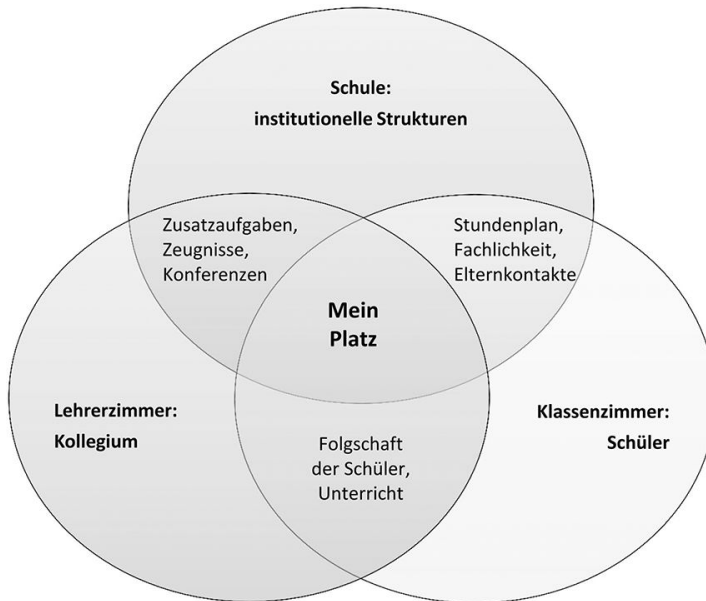 Schule:
institutionelle Strukturen
Zusatzaufgaben,
Zeugnisse,
Konferenzen
Stundenplan,
Fachlichkeit,
Elternkontakte
Mein
Platz
Lehrerzimmer:
Kollegium
Klassenzimmer:
Schüler
Folgschaft
der Schüler,
Unterricht